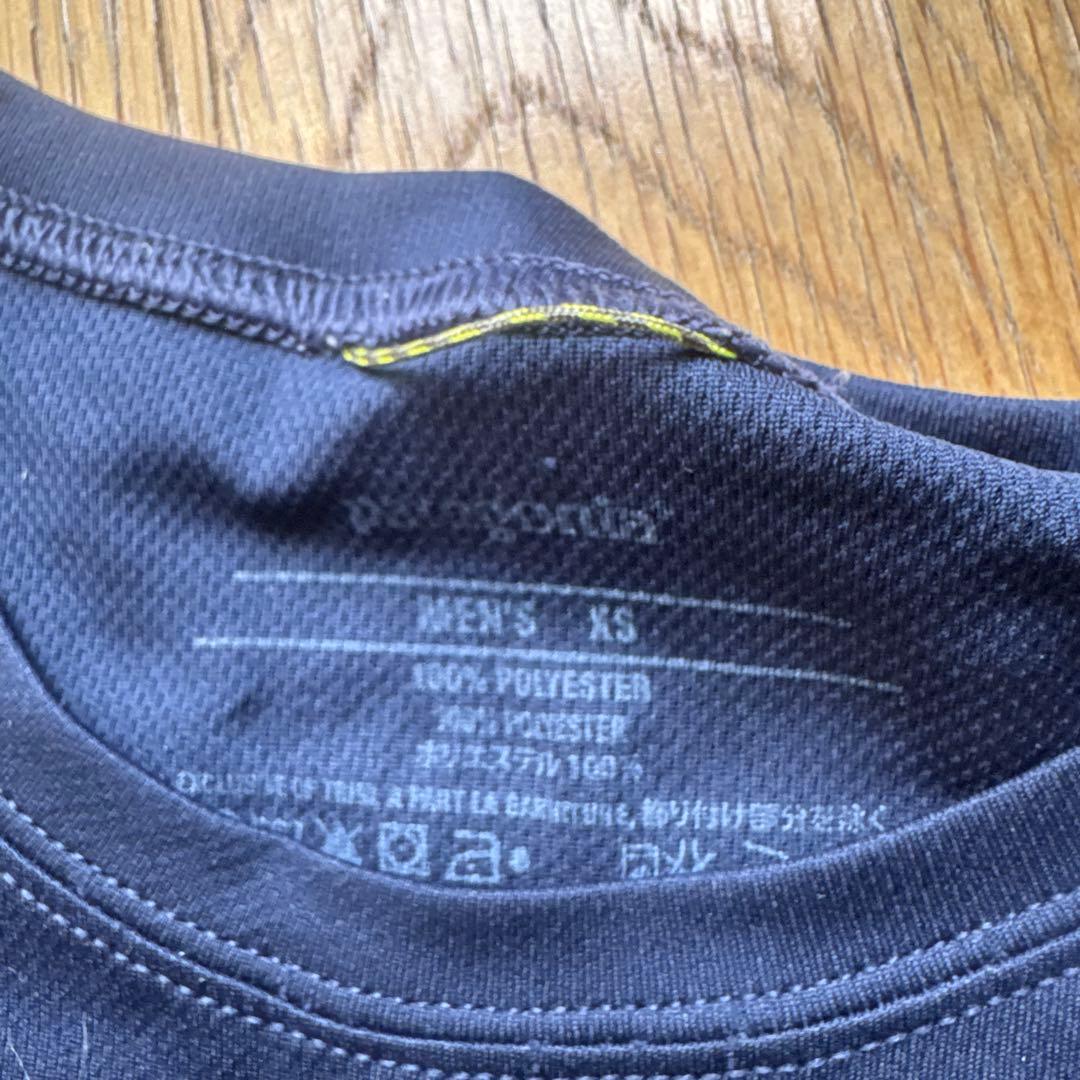 patagonia®
MEN'S XS
100% POLYESTER
100% POLYESTER
ポリエステル 100%
EXCLUSIVE OF TRIM, A PART LA GARNITURE, 飾り付け部分を除く